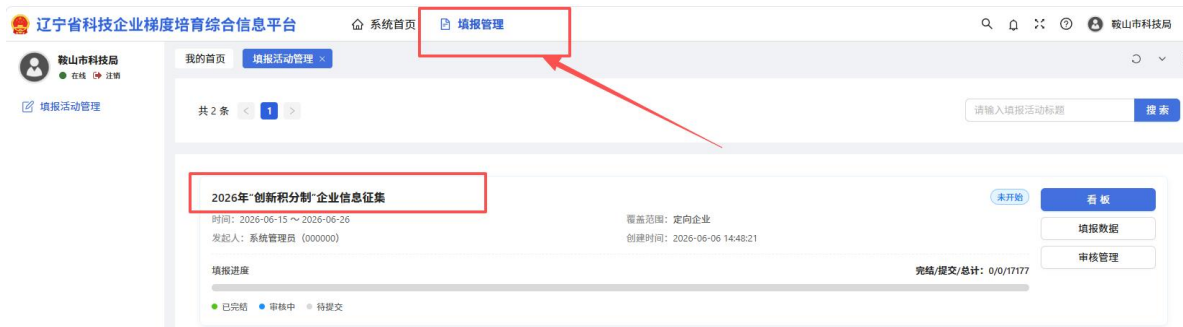 辽宁省科技企业梯度培育综合信息平台 系统首页 填报管理 鞍山市科技局
鞍山市科技局
在线 注销
填报活动管理
我的首页 填报活动管理 ×
共 2 条 < 1 > 请输入填报活动标题 搜 索
2026年"创新积分制"企业信息征集 未开始 看 板
时间：2026-06-15 ～ 2026-06-26 覆盖范围：定向企业 填报数据
发起人：系统管理员（000000） 创建时间：2026-06-06 14:48:21
审核管理
填报进度 完结/提交/总计：0/0/17177
已完结 审核中 待提交